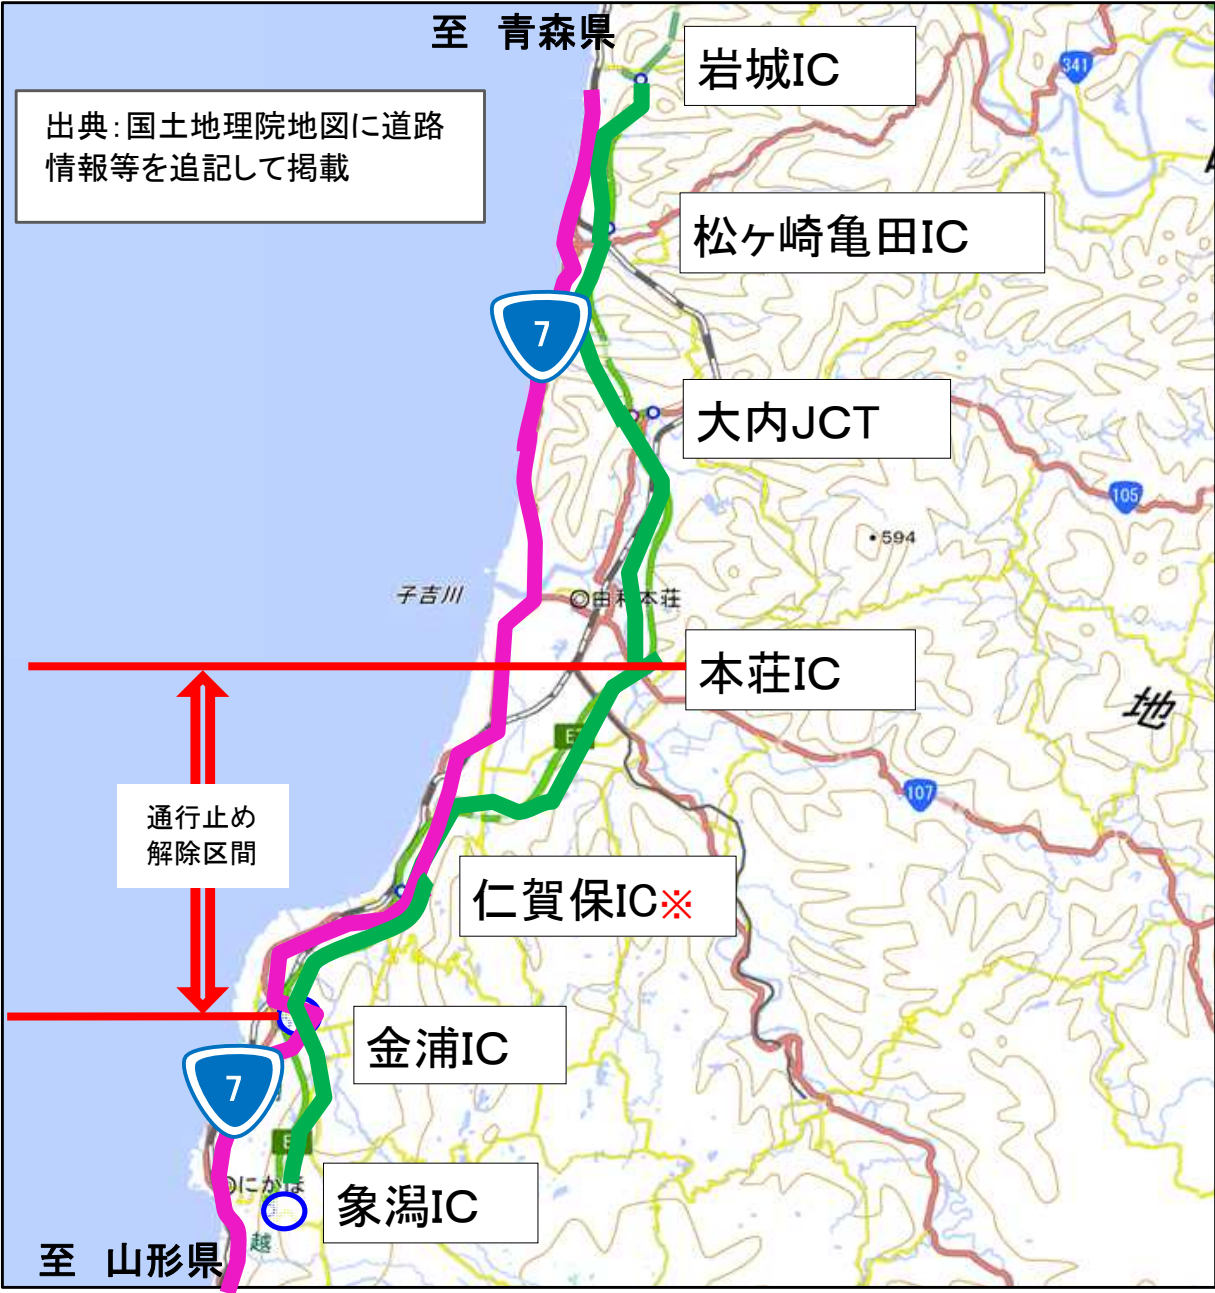 至 青森県
岩城IC
341
出典：国土地理院地図に道路
情報等を追記して掲載
松ヶ崎亀田IC
7
大内JCT
105
594
子吉川
由利本荘
本荘IC
地
107
通行止め
解除区間
仁賀保IC※
金浦IC
7
にかほ
象潟IC
越
至 山形県